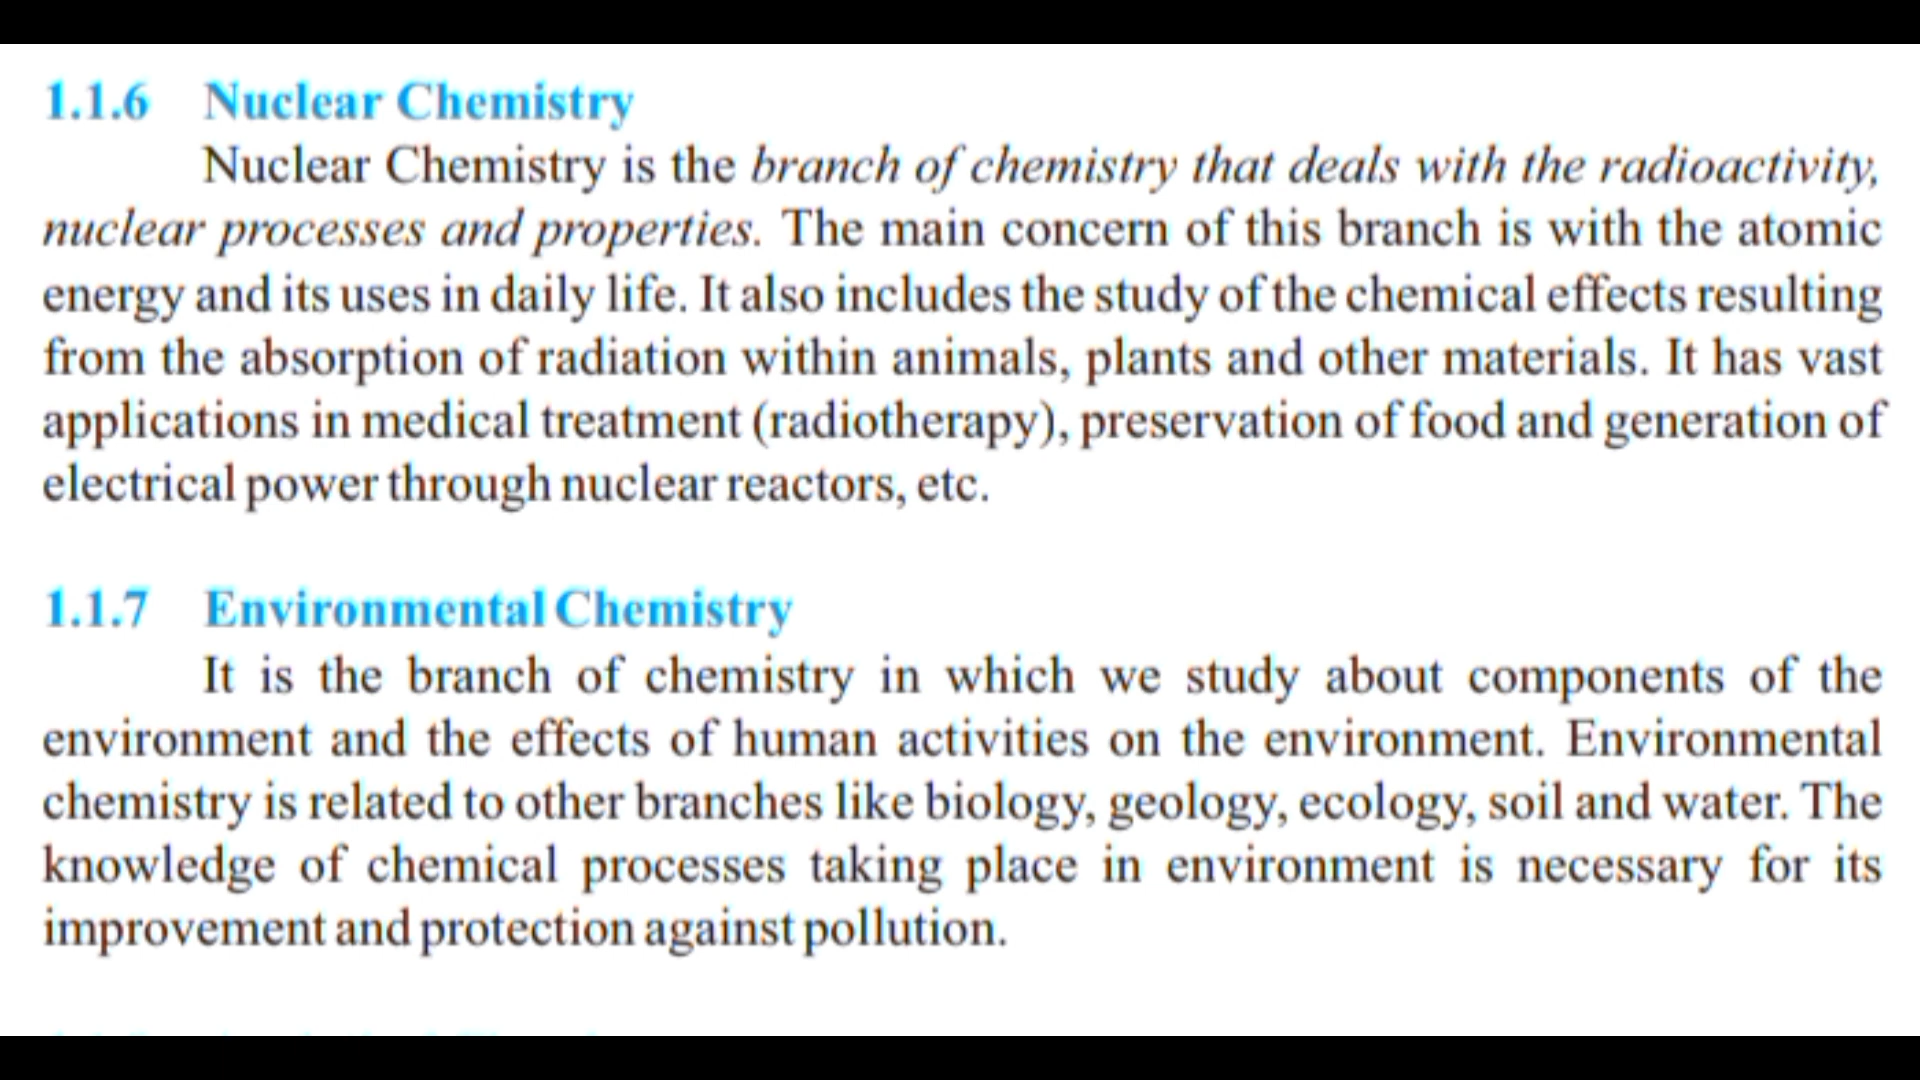 1.1.6 Nuclear Chemistry
Nuclear Chemistry is the branch of chemistry that deals with the radioactivity,
nuclear processes and properties. The main concern of this branch is with the atomic
energy and its uses in daily life. It also includes the study of the chemical effects resulting
from the absorption of radiation within animals, plants and other materials. It has vast
applications in medical treatment (radiotherapy), preservation of food and generation of
electrical power through nuclear reactors, etc.
1.1.7 Environmental Chemistry
It is the branch of chemistry in which we study about components of the
environment and the effects of human activities on the environment. Environmental
chemistry is related to other branches like biology, geology, ecology, soil and water. The
knowledge of chemical processes taking place in environment is necessary for its
improvement and protection against pollution.